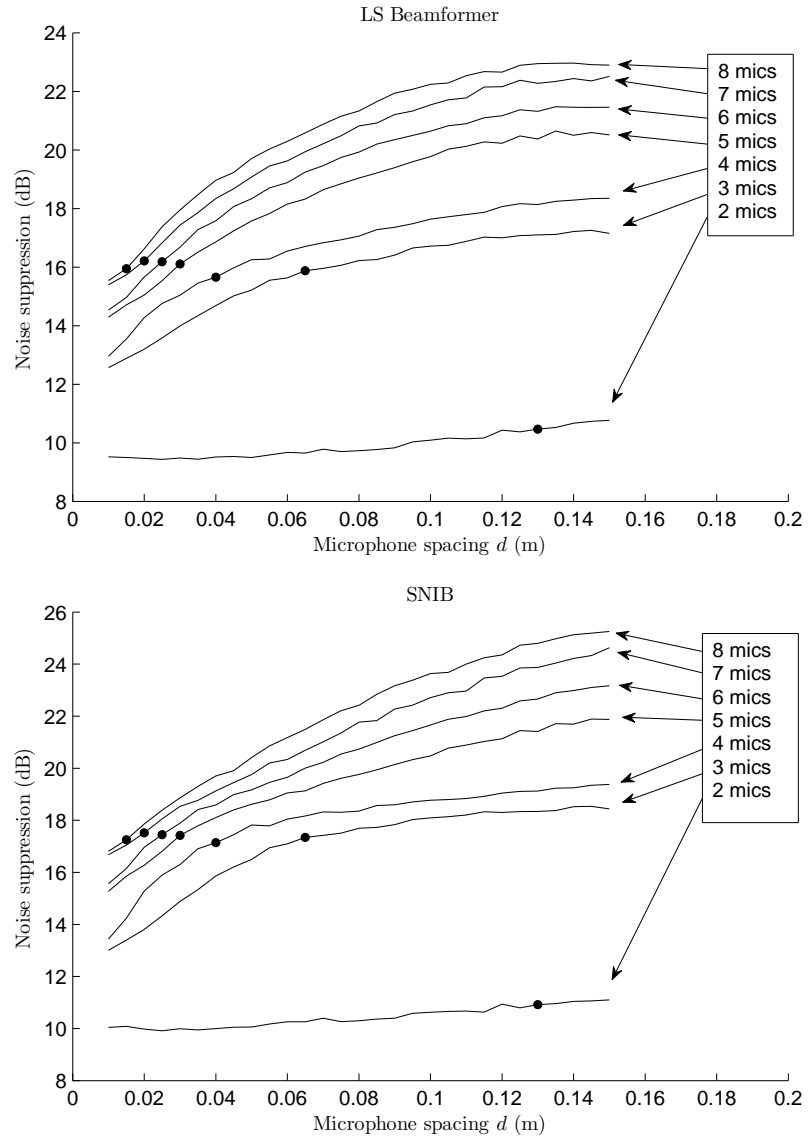 LS Beamformer
24
22
20
18
16
14
12
10
8
Noise suppression (dB)
8 mics
7 mics
6 mics
5 mics
4 mics
3 mics
2 mics
0 0.02 0.04 0.06 0.08 0.1 0.12 0.14 0.16 0.18 0.2
Microphone spacing d (m)
SNIB
26
24
22
20
18
16
14
12
10
8
Noise suppression (dB)
8 mics
7 mics
6 mics
5 mics
4 mics
3 mics
2 mics
0 0.02 0.04 0.06 0.08 0.1 0.12 0.14 0.16 0.18 0.2
Microphone spacing d (m)